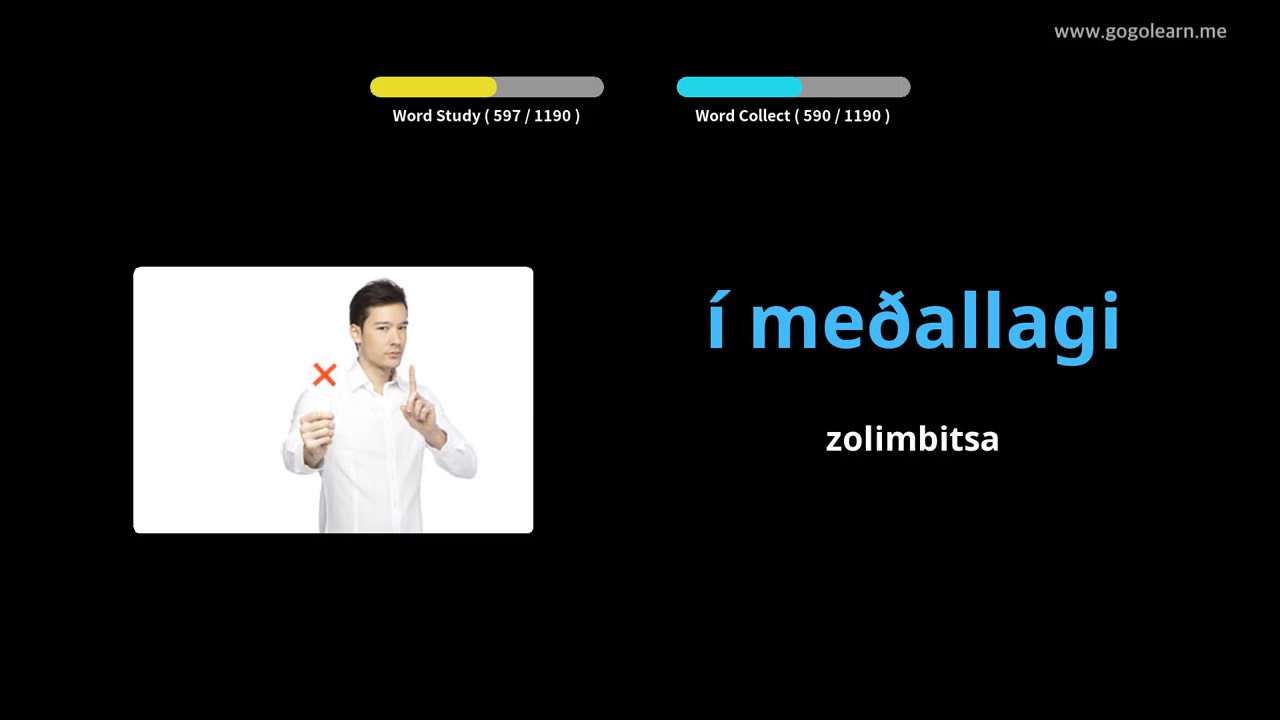 www.gogolearn.me
Word Study ( 597 / 1190 )
Word Collect ( 590 / 1190 )
í meðallagi
zolimbitsa